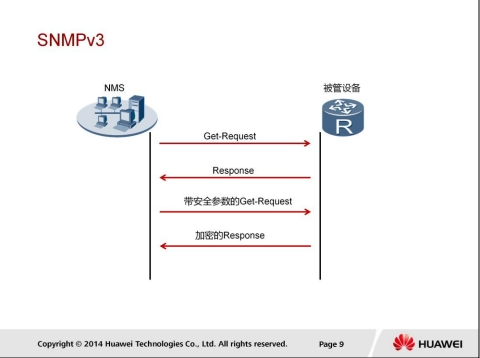 SNMPv3
NMS
被管设备
R
Get-Request
Response
带安全参数的Get-Request
加密的Response
Copyright © 2014 Huawei Technologies Co., Ltd. All rights reserved.
Page 9
HUAWEI